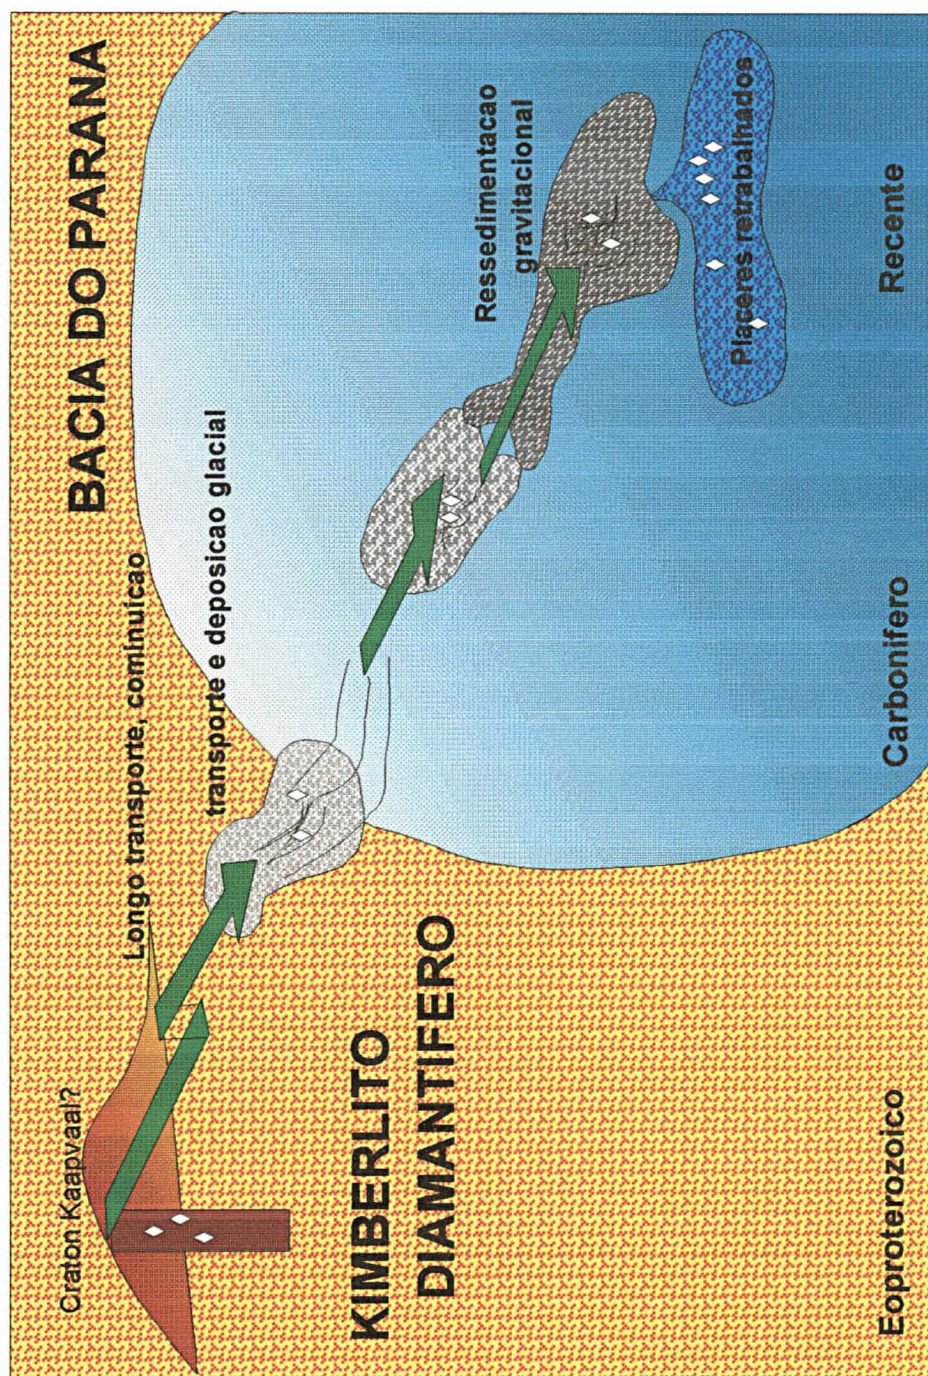 Craton Kaapvaal?
Longo transporte, cominuicao
BACIA DO PARANA
transporte e deposicao glacial
KIMBERLITO
DIAMANTIFERO
Ressedimentacao
gravitacional
Placeres retrabalhados
Eoproterozoico
Carbonifero
Recente